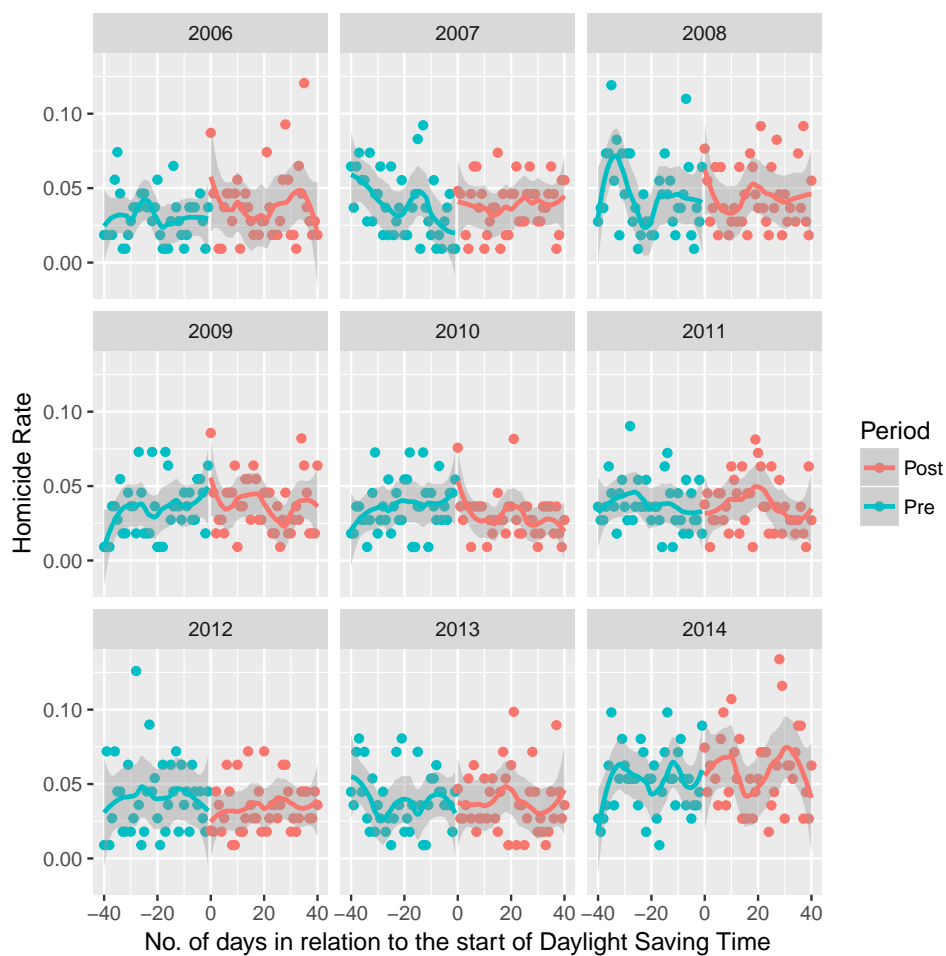 2006 2007 2008
0.10
0.05
0.00
2009 2010 2011
0.10
0.05
0.00
2012 2013 2014
0.10
0.05
0.00
−40 −20 0 20 40 −40 −20 0 20 40 −40 −20 0 20 40
No. of days in relation to the start of Daylight Saving Time
Homicide Rate
Period
Post
Pre